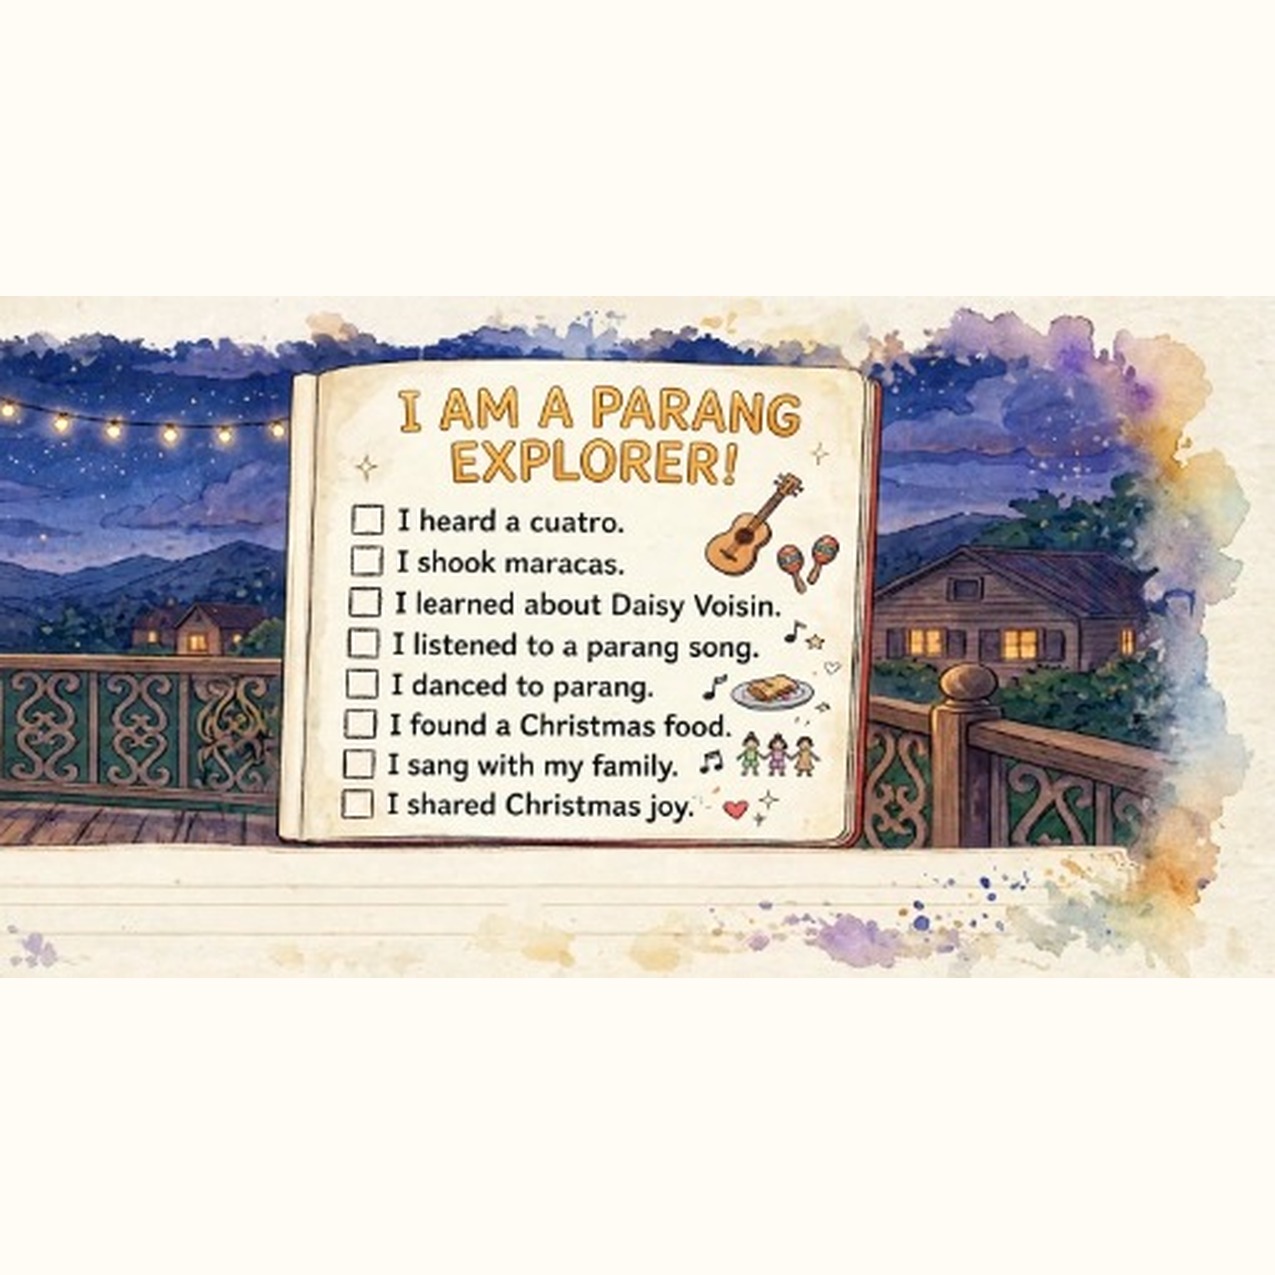 I AM A PARANG
EXPLORER!
I heard a cuatro.
I shook maracas.
I learned about Daisy Voisin.
I listened to a parang song.
I danced to parang.
I found a Christmas food.
I sang with my family.
I shared Christmas joy.